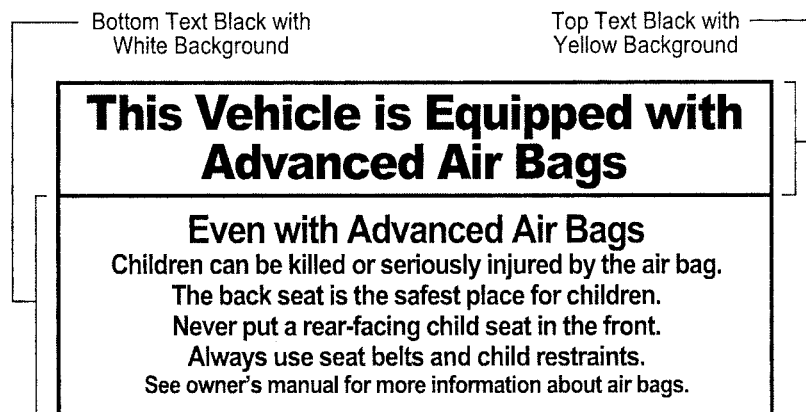 Bottom Text Black with
White Background
Top Text Black with
Yellow Background
This Vehicle is Equipped with
Advanced Air Bags
Even with Advanced Air Bags
Children can be killed or seriously injured by the air bag.
The back seat is the safest place for children.
Never put a rear-facing child seat in the front.
Always use seat belts and child restraints.
See owner's manual for more information about air bags.